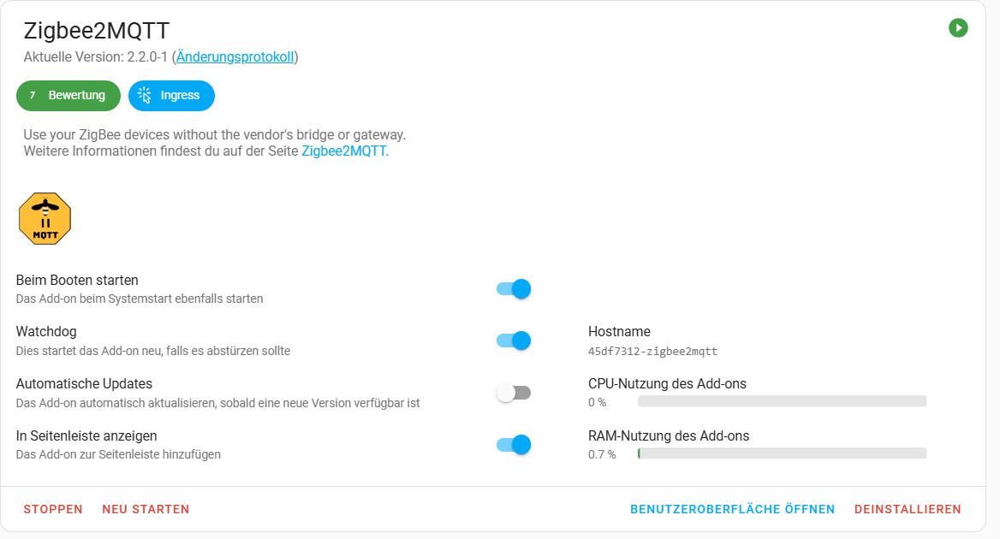 Zigbee2MQTT
Aktuelle Version: 2.2.0-1 (Änderungsprotokoll)
7 Bewertung
Ingress
Use your ZigBee devices without the vendor's bridge or gateway.
Weitere Informationen findest du auf der Seite Zigbee2MQTT.
MQTT
Beim Booten starten
Das Add-on beim Systemstart ebenfalls starten
Watchdog
Dies startet das Add-on neu, falls es abstürzen sollte
Hostname
45df7312-zigbee2mqtt
Automatische Updates
Das Add-on automatisch aktualisieren, sobald eine neue Version verfügbar ist
CPU-Nutzung des Add-ons
0 %
In Seitenleiste anzeigen
Das Add-on zur Seitenleiste hinzufügen
RAM-Nutzung des Add-ons
0.7 %
STOPPEN
NEU STARTEN
BENUTZEROBERFLÄCHE ÖFFNEN
DEINSTALLIEREN